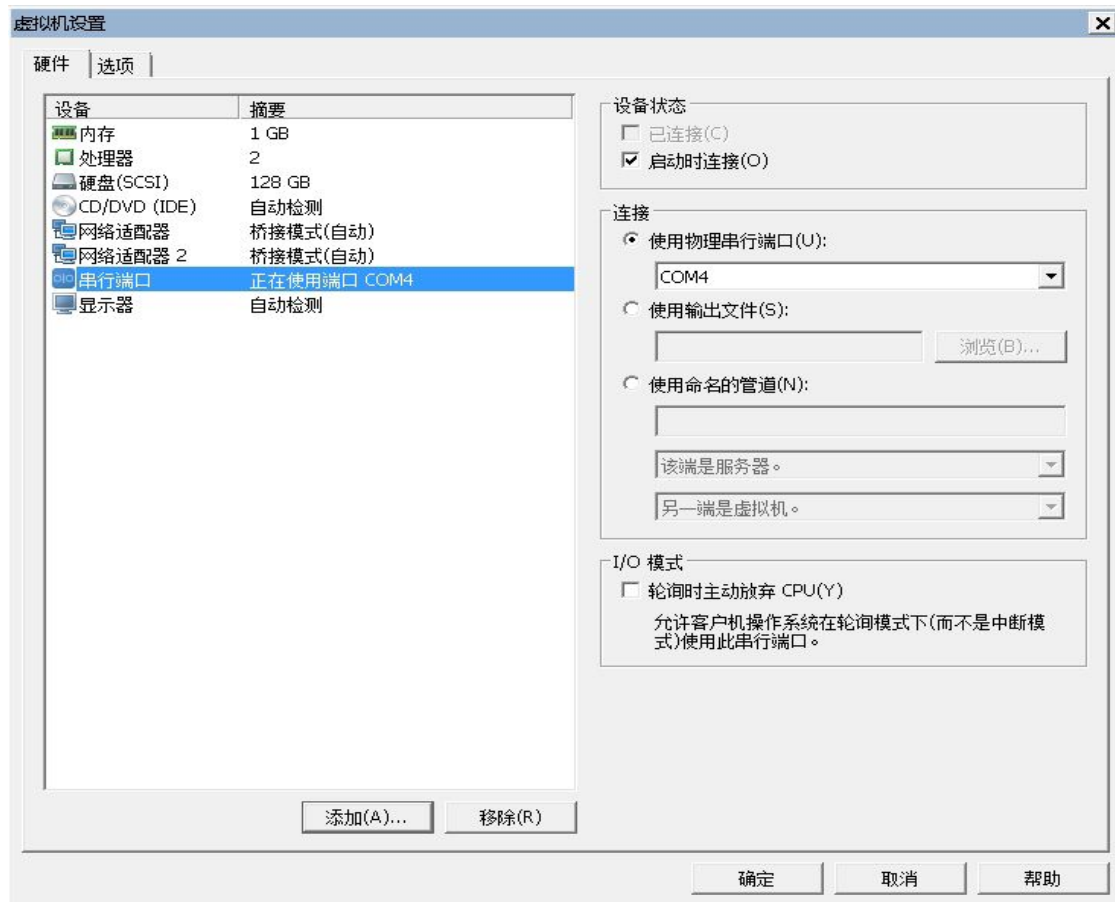 虚拟机设置
硬件 选项
设备 摘要
内存 1 GB
处理器 2
硬盘(SCSI) 128 GB
CD/DVD (IDE) 自动检测
网络适配器 桥接模式(自动)
网络适配器 2 桥接模式(自动)
串行端口 正在使用端口 COM4
显示器 自动检测
添加(A)... 移除(R)
设备状态
已连接(C)
启动时连接(O)
连接
使用物理串行端口(U):
COM4
使用输出文件(S):
浏览(B)...
使用命名的管道(N):
该端是服务器。
另一端是虚拟机。
I/O 模式
轮询时主动放弃 CPU(Y)
允许客户机操作系统在轮询模式下(而不是中断模
式)使用此串行端口。
确定 取消 帮助